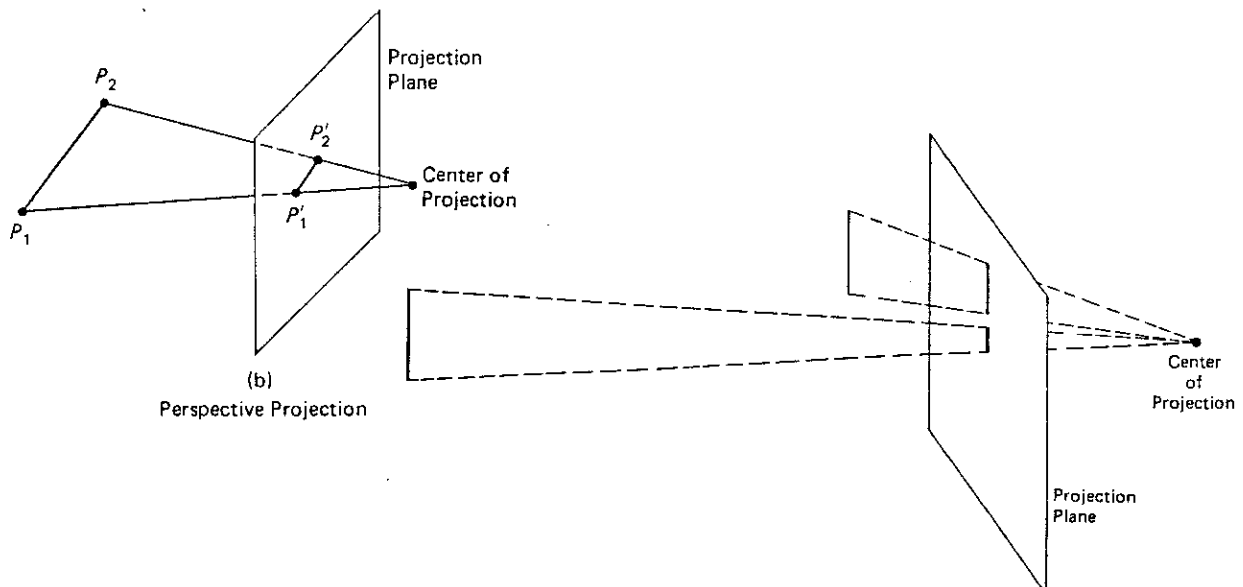 Projection
Plane
P₂
P'₂
Center of
Projection
P₁
P'₁
(b)
Perspective Projection
Center
of
Projection
Projection
Plane